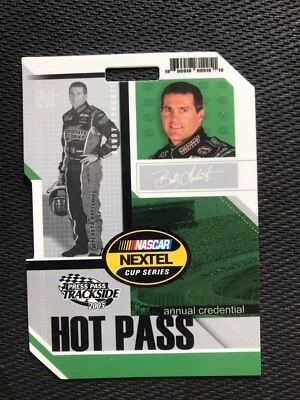 NASCAR
NEXTEL
CUP SERIES
PRESS PASS
TRACKSIDE
2005
annual credential
HOT PASS